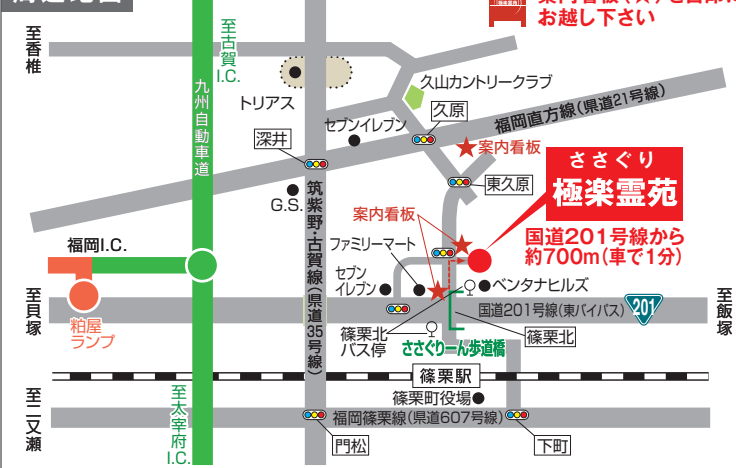 お越し下さい
至香椎
至古賀
I.C.
九州自動車道
トリアス
久山カントリークラブ
久原
セブンイレブン
深井
福岡直方線(県道21号線)
案内看板
東久原
ささぐり
極楽霊苑
国道201号線から
約700m(車で1分)
G.S.
筑紫野・古賀線(県道35号線)
案内看板
ファミリーマート
セブン
イレブン
福岡I.C.
ベンタナヒルズ
至貝塚
粕屋
ランプ
国道201号線(東バイパス)
201
至飯塚
篠栗北
バス停
ささぐりーん歩道橋
篠栗北
篠栗駅
至二又瀬
至太宰府
I.C.
篠栗町役場
福岡篠栗線(県道607号線)
門松
下町